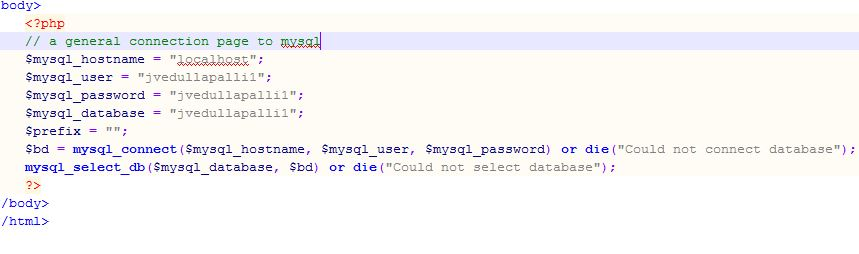 body>
<?php
// a general connection page to mysql
$mysql_hostname = "localhost";
$mysql_user = "jvedullapalli1";
$mysql_password = "jvedullapalli1";
$mysql_database = "jvedullapalli1";
$prefix = "";
$bd = mysql_connect($mysql_hostname, $mysql_user, $mysql_password) or die("Could not connect database");
mysql_select_db($mysql_database, $bd) or die("Could not select database");
?>
/body>
/html>